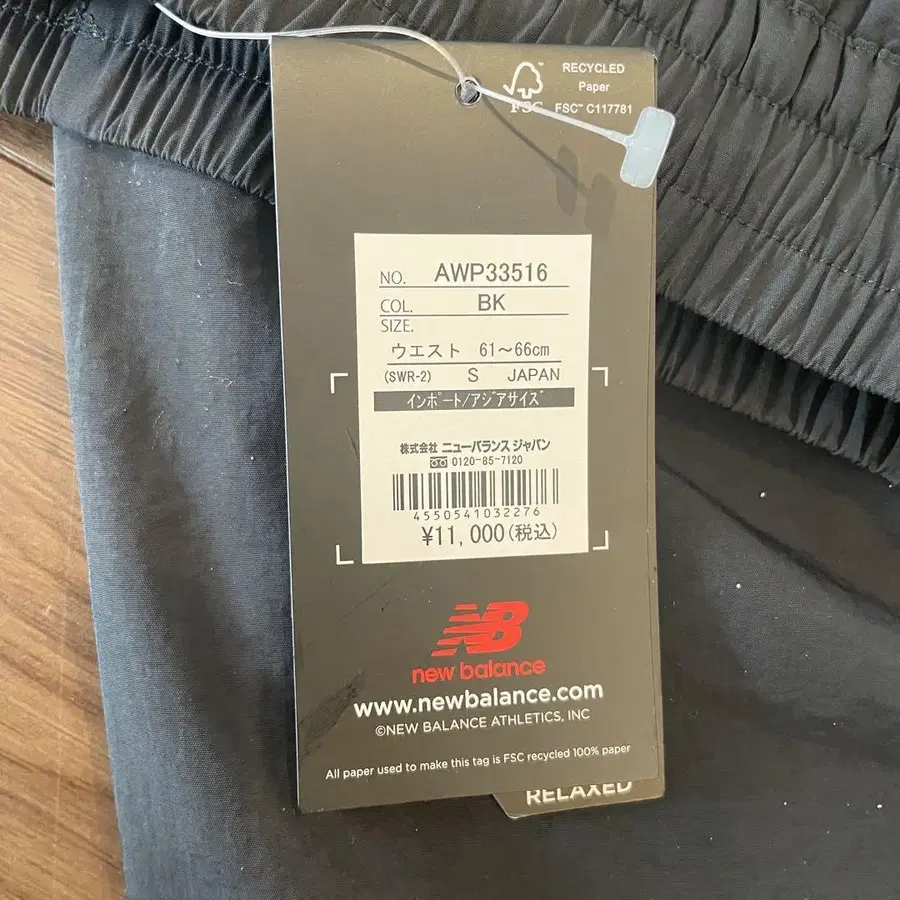 RECYCLED
Paper
FSC™ C117781
FSC
NO. AWP33516
COL. BK
SIZE.
ウエスト 61～66cm
(SWR-2) S JAPAN
インポート/アジアサイズ
株式会社 ニューバランス ジャパン
0120-85-7120
4550541032276
¥11,000(税込)
NB
new balance
www.newbalance.com
©NEW BALANCE ATHLETICS, INC
All paper used to make this tag is FSC recycled 100% paper
RELAXED